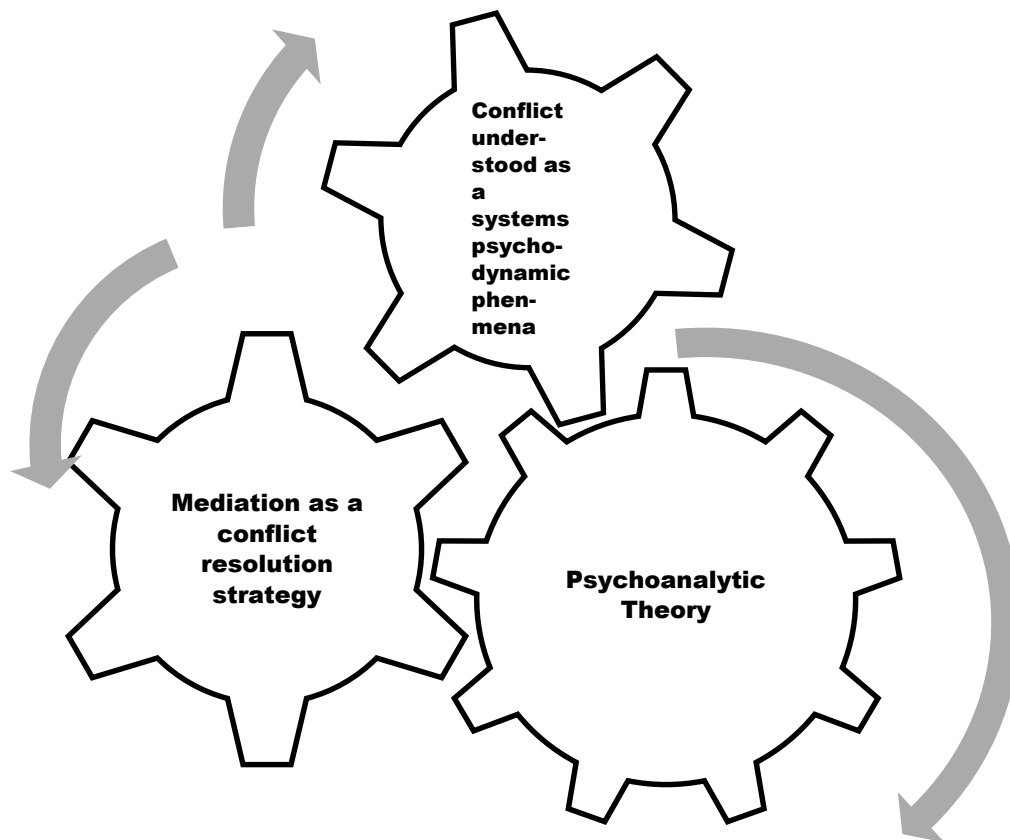 Conflict
under-
stood as
a
systems
psycho-
dynamic
phen-
mena
Mediation as a
conflict
resolution
strategy
Psychoanalytic
Theory